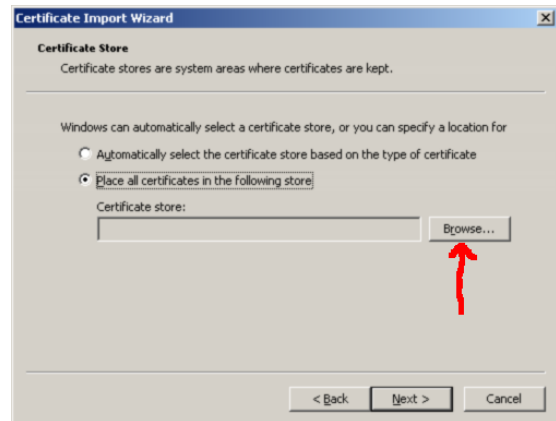 Certificate Import Wizard
Certificate Store
Certificate stores are system areas where certificates are kept.
Windows can automatically select a certificate store, or you can specify a location for
Automatically select the certificate store based on the type of certificate
Place all certificates in the following store
Certificate store:
Browse...
< Back
Next >
Cancel